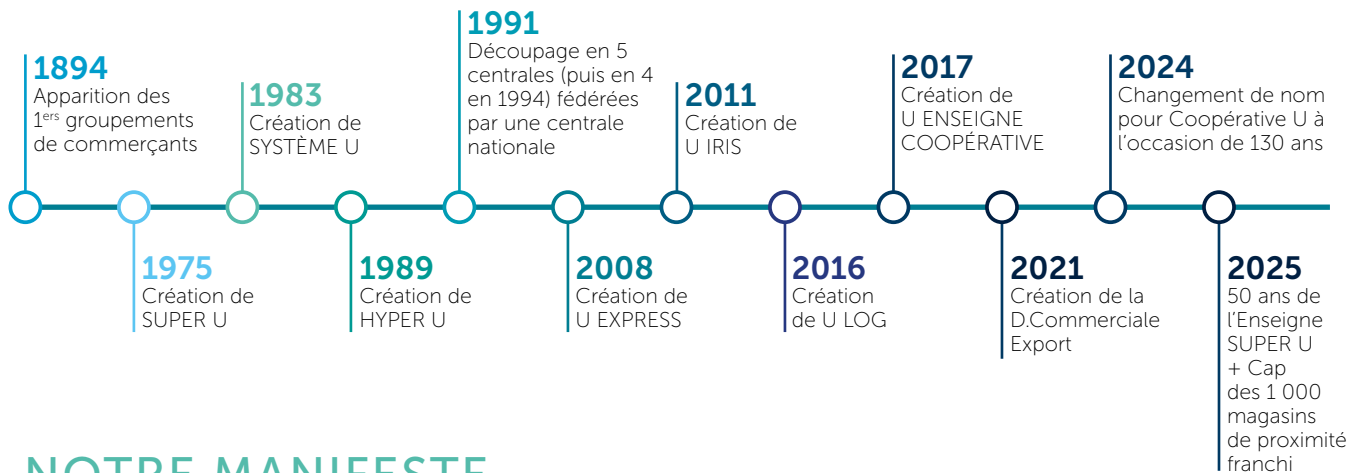 1894
Apparition des
1ers groupements
de commerçants
1975
Création de
SUPER U
1983
Création de
SYSTÈME U
1989
Création de
HYPER U
1991
Découpage en 5
centrales (puis en 4
en 1994) fédérées
par une centrale
nationale
2008
Création de
U EXPRESS
2011
Création de
U IRIS
2016
Création
de U LOG
2017
Création de
U ENSEIGNE
COOPÉRATIVE
2021
Création de la
D.Commerciale
Export
2024
Changement de nom
pour Coopérative U à
l’occasion de 130 ans
2025
50 ans de
l’Enseigne
SUPER U
+ Cap
des 1 000
magasins
de proximité
franchi
NOTRE MANIFESTE